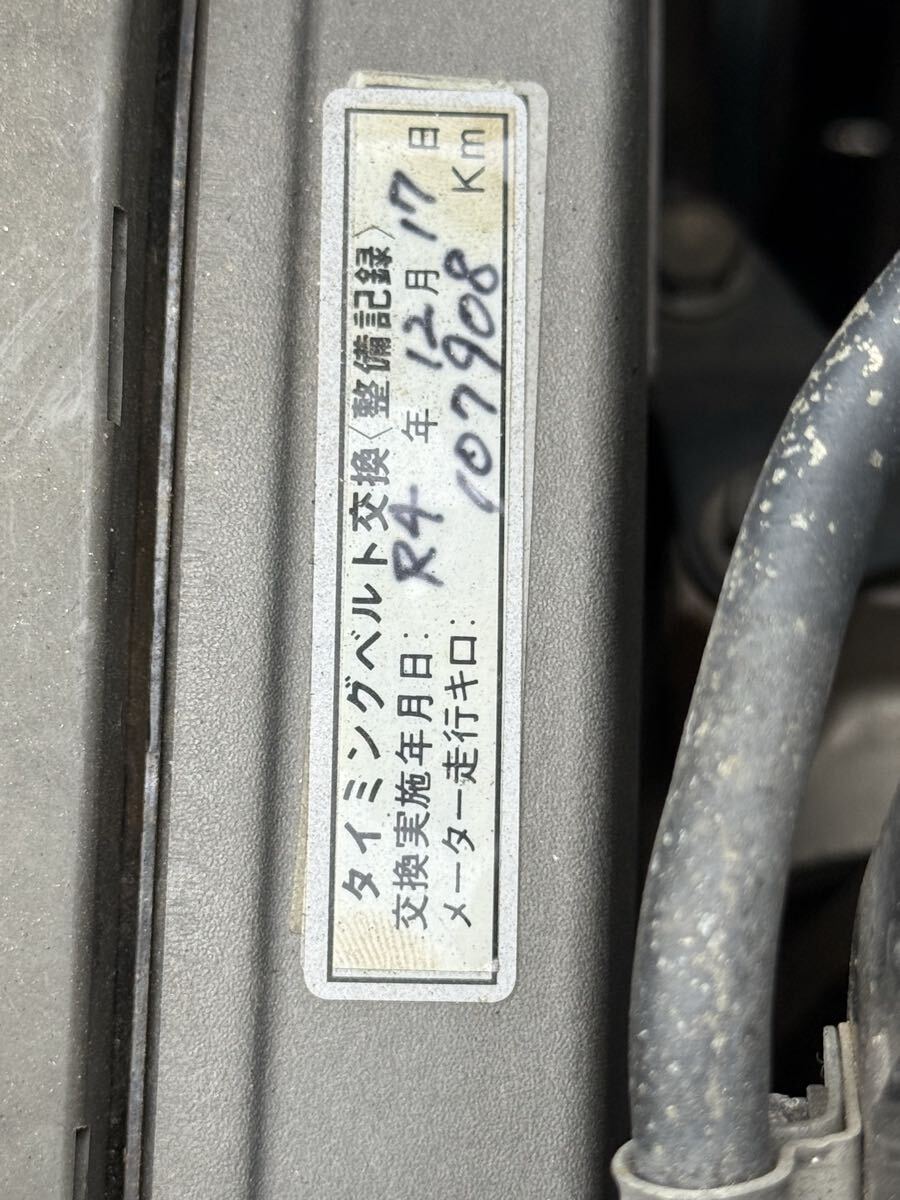 タイミングベルト交換〈整備記録〉
交換実施年月日: R4 年 12 月 17 日
メーター走行キロ: 107908 Km